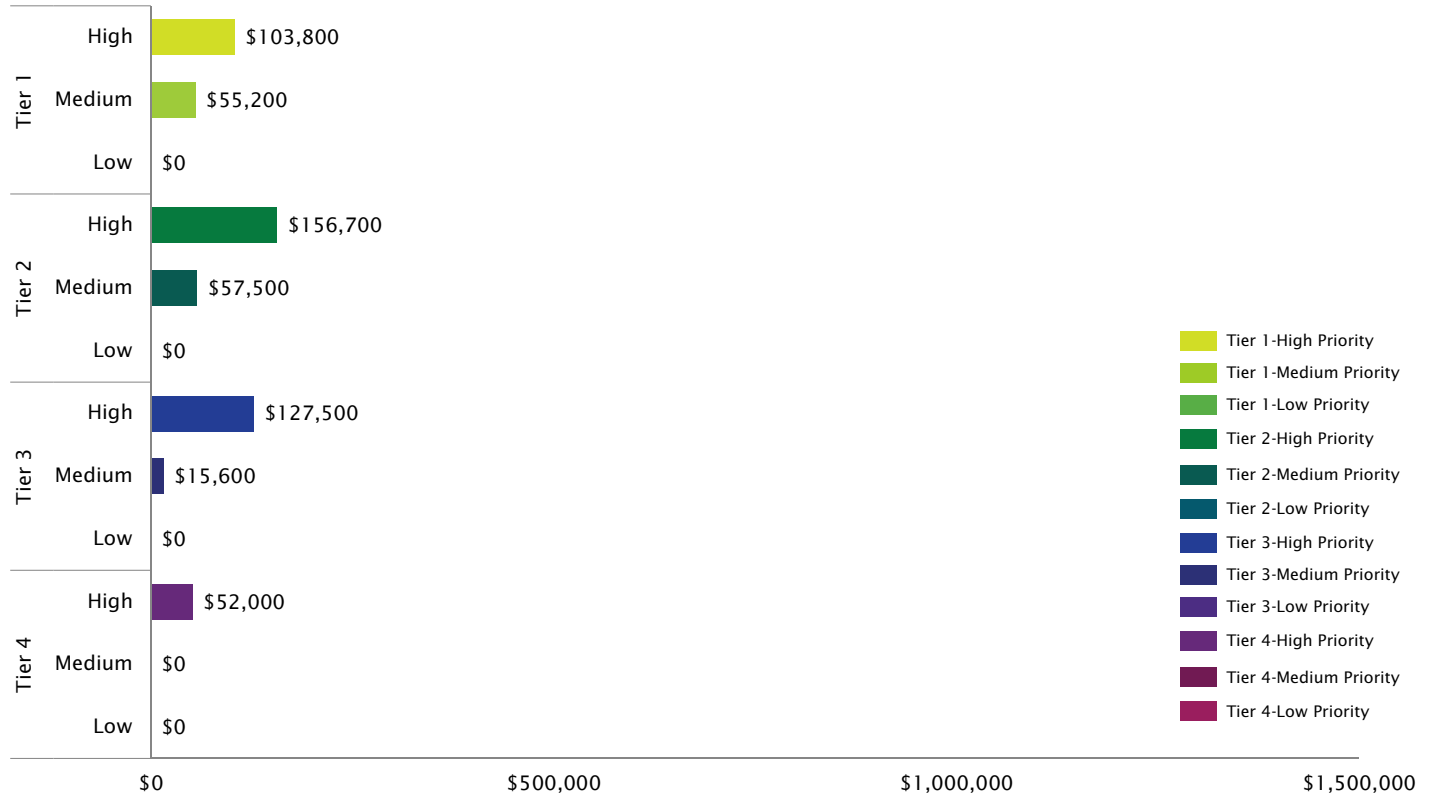 Tier 1
High
$103,800
Medium
$55,200
Low
$0
Tier 2
High
$156,700
Medium
$57,500
Low
$0
Tier 3
High
$127,500
Medium
$15,600
Low
$0
Tier 4
High
$52,000
Medium
$0
Low
$0
$0
$500,000
$1,000,000
$1,500,000
Tier 1-High Priority
Tier 1-Medium Priority
Tier 1-Low Priority
Tier 2-High Priority
Tier 2-Medium Priority
Tier 2-Low Priority
Tier 3-High Priority
Tier 3-Medium Priority
Tier 3-Low Priority
Tier 4-High Priority
Tier 4-Medium Priority
Tier 4-Low Priority